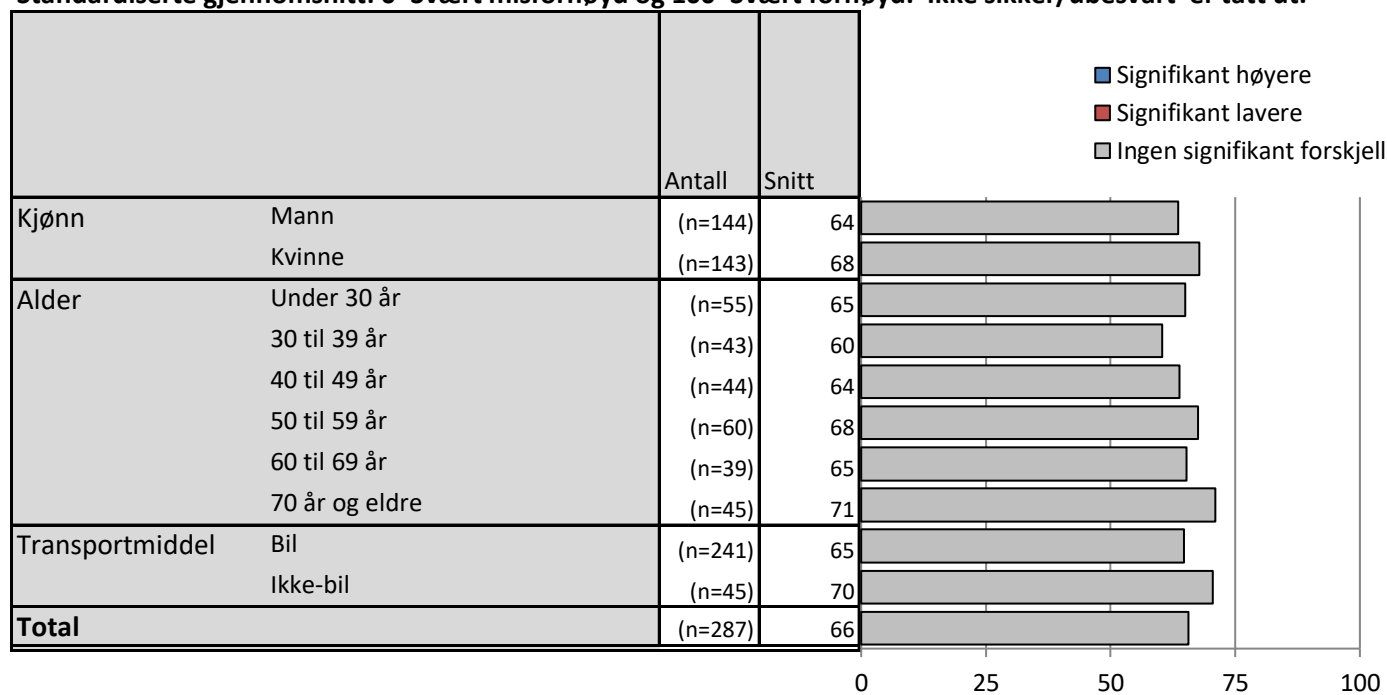 Signifikant høyere
Signifikant lavere
Ingen signifikant forskjell
Antall Snitt
Kjønn Mann (n=144) 64
Kvinne (n=143) 68
Alder Under 30 år (n=55) 65
30 til 39 år (n=43) 60
40 til 49 år (n=44) 64
50 til 59 år (n=60) 68
60 til 69 år (n=39) 65
70 år og eldre (n=45) 71
Transportmiddel Bil (n=241) 65
Ikke-bil (n=45) 70
Total (n=287) 66
0 25 50 75 100